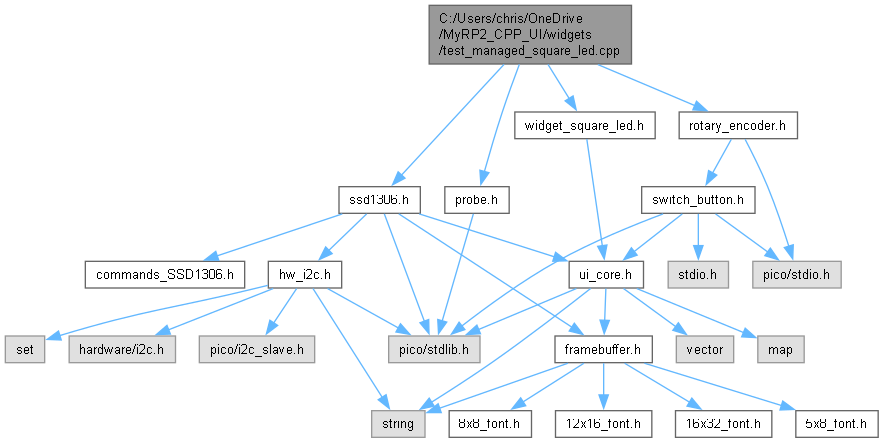 C:/Users/chris/OneDrive
/MyRP2_CPP_UI/widgets
/test_managed_square_led.cpp
widget_square_led.h
rotary_encoder.h
ssd1306.h
probe.h
switch_button.h
commands_SSD1306.h
hw_i2c.h
ui_core.h
stdio.h
pico/stdio.h
set
hardware/i2c.h
pico/i2c_slave.h
pico/stdlib.h
framebuffer.h
vector
map
string
8x8_font.h
12x16_font.h
16x32_font.h
5x8_font.h